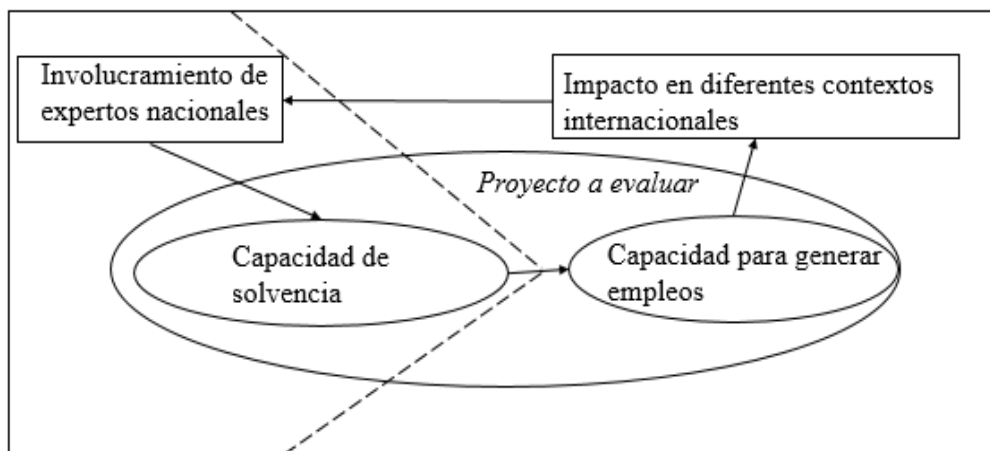 Involucramiento de
expertos nacionales
Impacto en diferentes contextos
internacionales
Proyecto a evaluar
Capacidad de
solvencia
Capacidad para generar
empleos